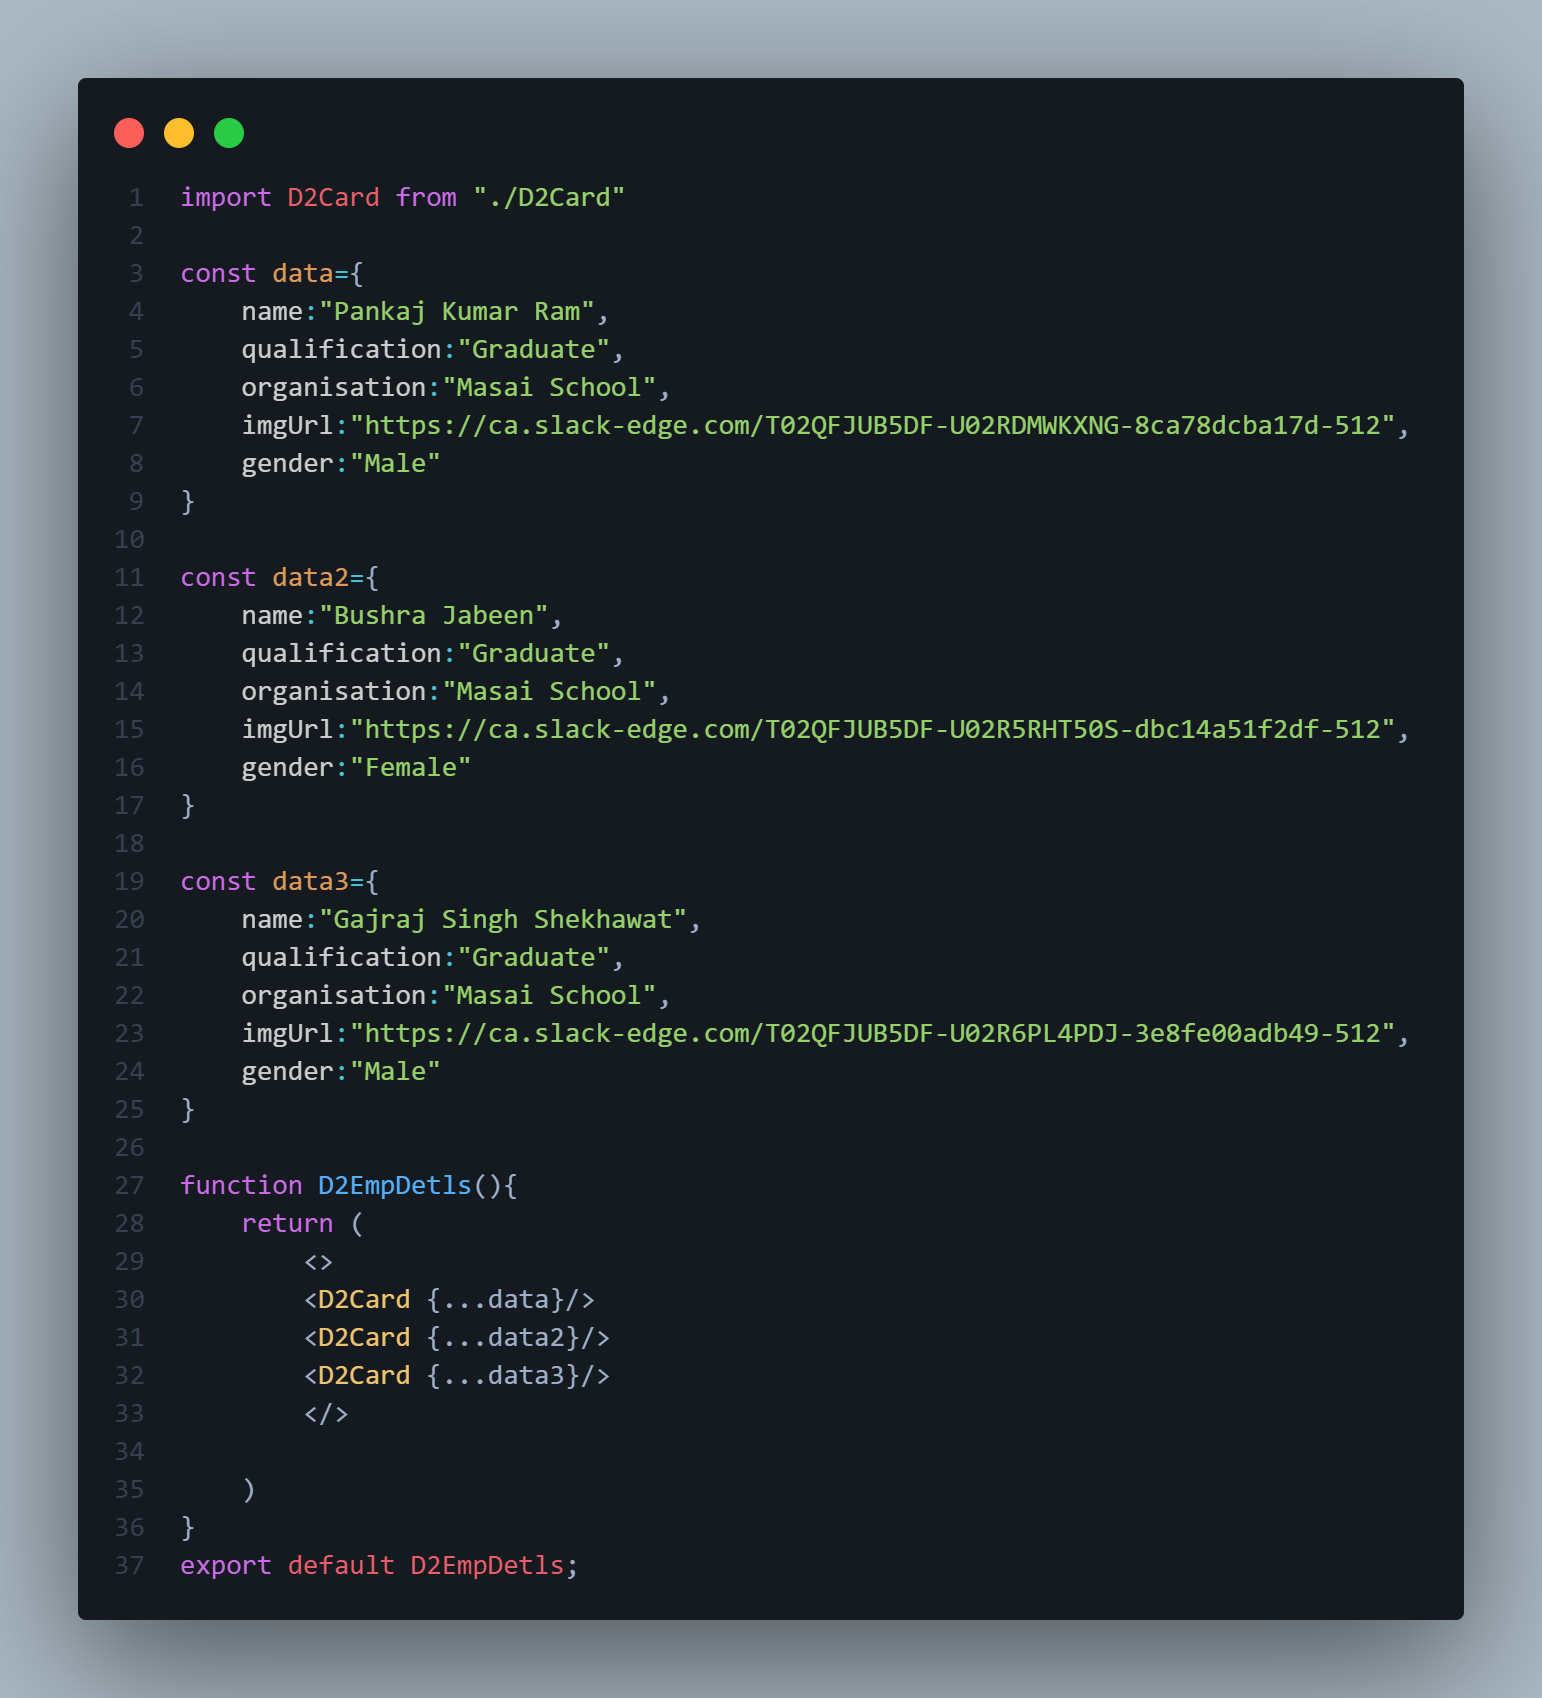 1 import D2Card from "./D2Card"
2
3 const data={
4     name:"Pankaj Kumar Ram",
5     qualification:"Graduate",
6     organisation:"Masai School",
7     imgUrl:"https://ca.slack-edge.com/T02QFJUB5DF-U02RDMWKXNG-8ca78dcba17d-512",
8     gender:"Male"
9 }
10
11 const data2={
12     name:"Bushra Jabeen",
13     qualification:"Graduate",
14     organisation:"Masai School",
15     imgUrl:"https://ca.slack-edge.com/T02QFJUB5DF-U02R5RHT50S-dbc14a51f2df-512",
16     gender:"Female"
17 }
18
19 const data3={
20     name:"Gajraj Singh Shekhawat",
21     qualification:"Graduate",
22     organisation:"Masai School",
23     imgUrl:"https://ca.slack-edge.com/T02QFJUB5DF-U02R6PL4PDJ-3e8fe00adb49-512",
24     gender:"Male"
25 }
26
27 function D2EmpDetls(){
28     return (
29         <>
30         <D2Card {...data}/>
31         <D2Card {...data2}/>
32         <D2Card {...data3}/>
33         </>
34
35     )
36 }
37 export default D2EmpDetls;